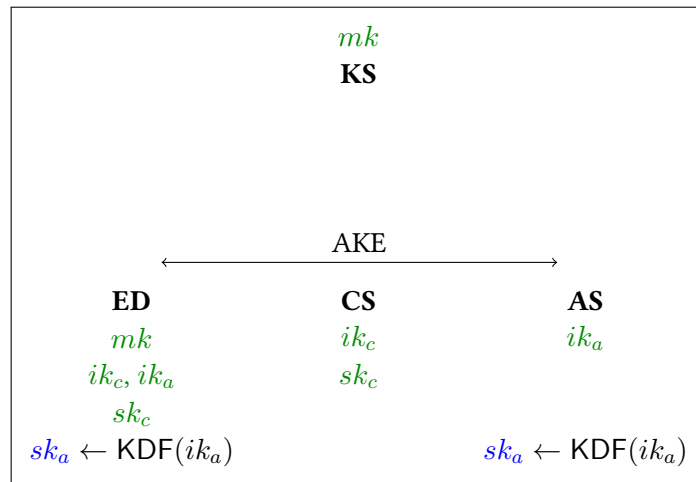 mk
KS
AKE
ED CS AS
mk ik_c ik_a
ik_c, ik_a sk_c
sk_c
sk_a ← KDF(ik_a) sk_a ← KDF(ik_a)